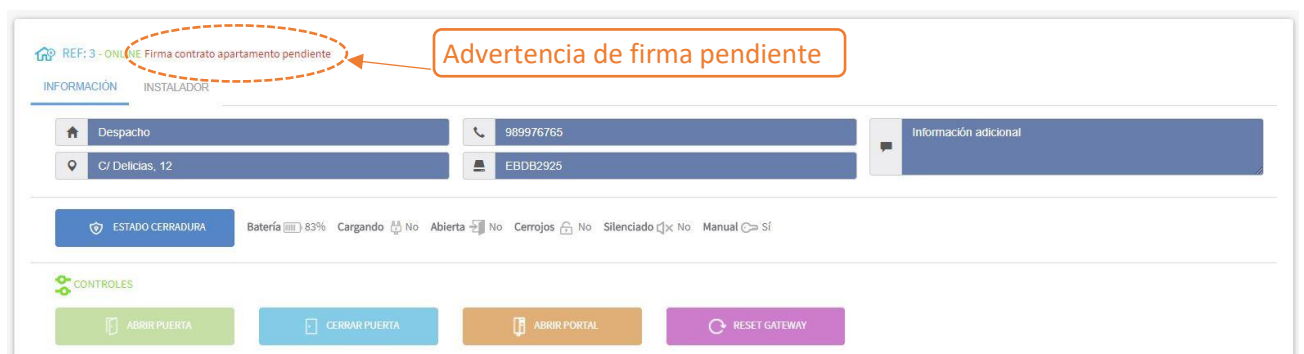 REF: 3 - ONLINE Firma contrato apartamento pendiente
Advertencia de firma pendiente
INFORMACIÓN INSTALADOR
Despacho
989976765
Información adicional
C/ Delicias, 12
EBDB2925
ESTADO CERRADURA
Batería 83% Cargando No Abierta No Cerrojos No Silenciado No Manual Sí
CONTROLES
ABRIR PUERTA
CERRAR PUERTA
ABRIR PORTAL
RESET GATEWAY